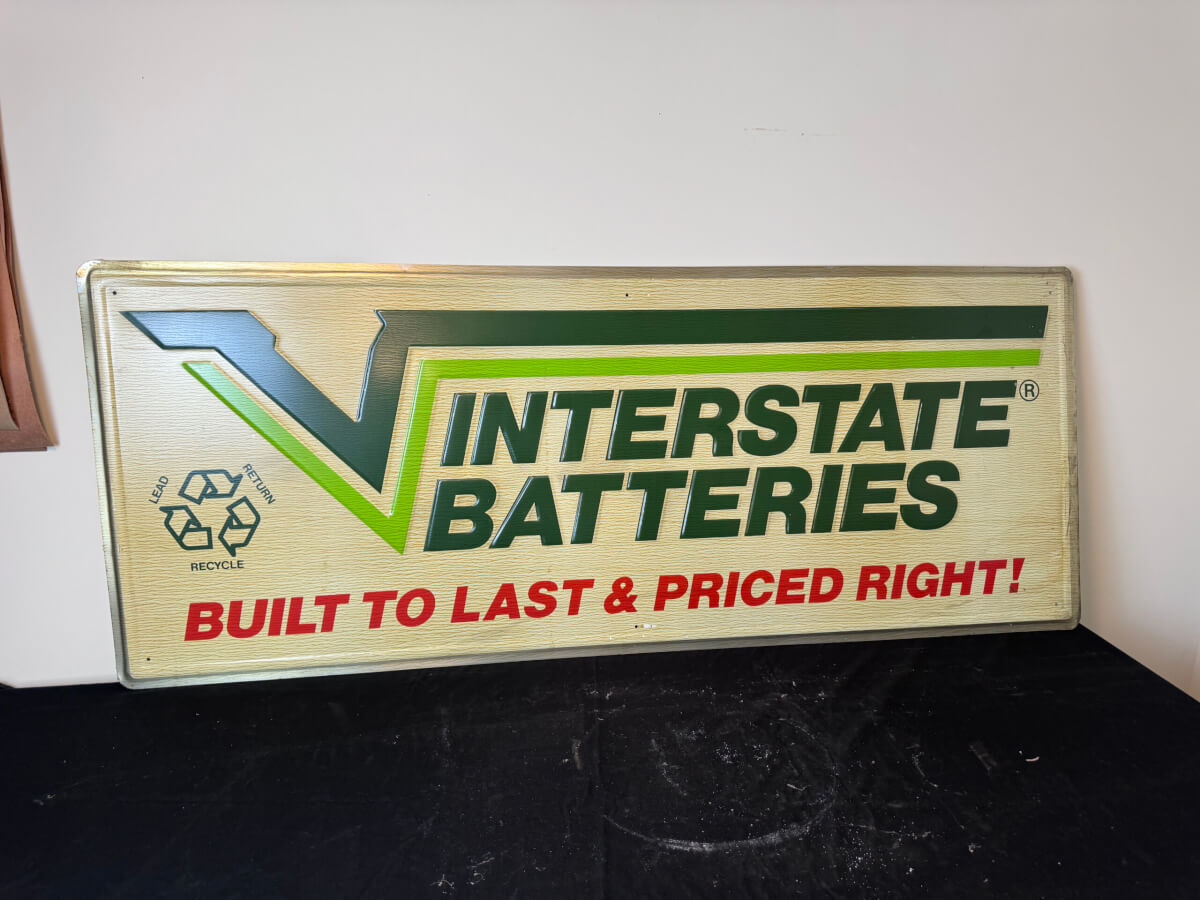 INTERSTATE®
BATTERIES
LEAD
RETURN
RECYCLE
BUILT TO LAST & PRICED RIGHT!